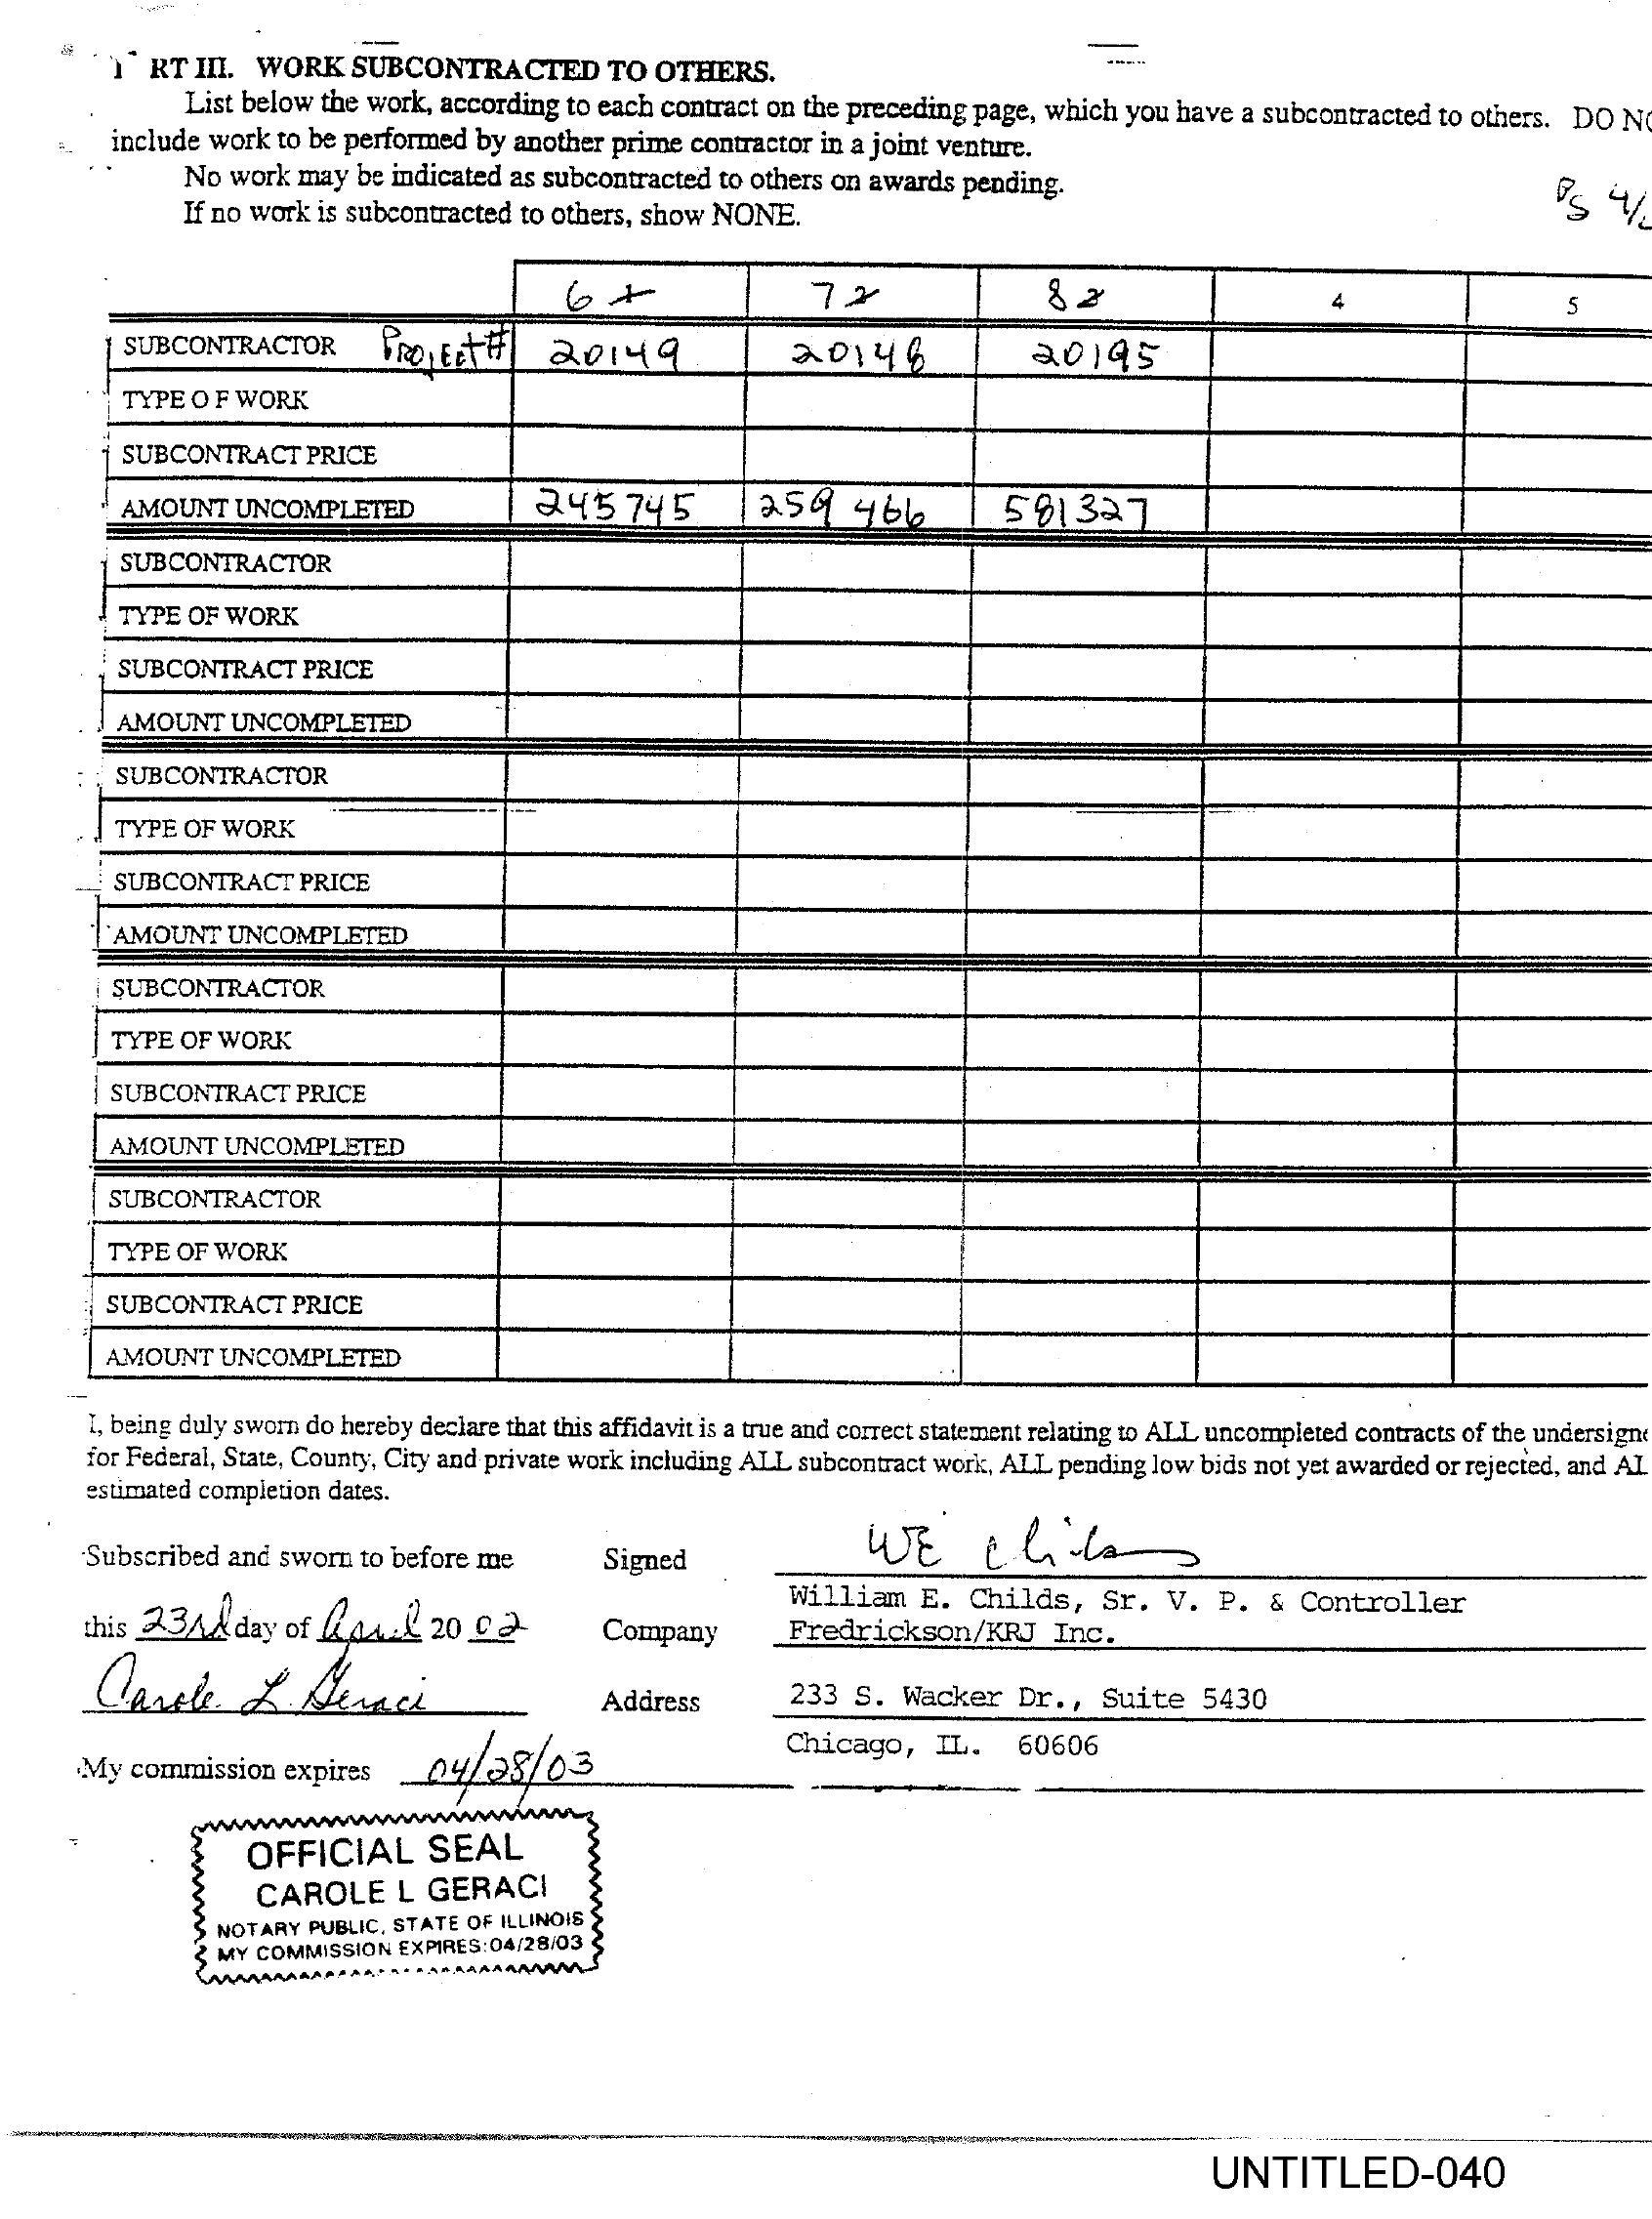 RT III. WORK SUBCONTRACTED TO OTHERS.
List below the work, according to each contract on the preceding page, which you have a subcontracted to others. DO NO
include work to be performed by another prime contractor in a joint venture.
No work may be indicated as subcontracted to others on awards pending.
If no work is subcontracted to others, show NONE.
6 1 7 2 8 3 4 5
SUBCONTRACTOR Project# 20149 20148 20195
TYPE OF WORK
SUBCONTRACT PRICE
AMOUNT UNCOMPLETED 245745 259466 581327
SUBCONTRACTOR
TYPE OF WORK
SUBCONTRACT PRICE
AMOUNT UNCOMPLETED
SUBCONTRACTOR
TYPE OF WORK
SUBCONTRACT PRICE
AMOUNT UNCOMPLETED
SUBCONTRACTOR
TYPE OF WORK
SUBCONTRACT PRICE
AMOUNT UNCOMPLETED
SUBCONTRACTOR
TYPE OF WORK
SUBCONTRACT PRICE
AMOUNT UNCOMPLETED
I, being duly sworn do hereby declare that this affidavit is a true and correct statement relating to ALL uncompleted contracts of the undersigne
for Federal, State, County, City and private work including ALL subcontract work, ALL pending low bids not yet awarded or rejected, and AL
estimated completion dates.
Subscribed and sworn to before me Signed WE Childs
William E. Childs, Sr. V. P. & Controller
this 23rd day of April 20 02 Company Fredrickson/KRJ Inc.
Carole L. Geraci Address 233 S. Wacker Dr., Suite 5430
Chicago, IL. 60606
My commission expires 04/28/03
OFFICIAL SEAL
CAROLE L GERACI
NOTARY PUBLIC, STATE OF ILLINOIS
MY COMMISSION EXPIRES:04/28/03
UNTITLED-040